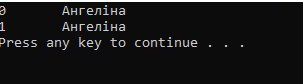 0 Ангеліна
1 Ангеліна
Press any key to continue . . .